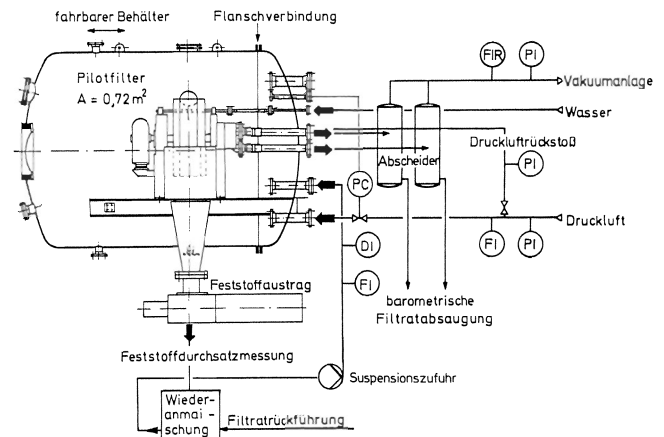 fahrbarer Behälter
Flanschverbindung
Pilotfilter
A = 0,72 m²
FIR
PI
Vakuumanlage
Wasser
Abscheider
Druckluftrückstoß
PI
PC
Druckluft
FI
PI
DI
FI
Feststoffaustrag
barometrische
Filtratabsaugung
Feststoffdurchsatzmessung
Suspensionszufuhr
Wieder-
anmai -
schung
Filtratrückführung